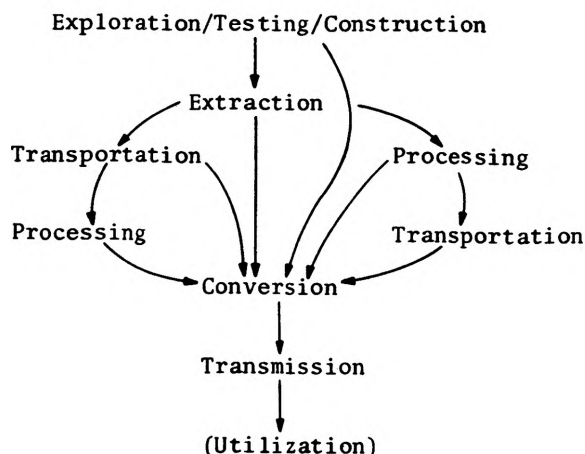 Exploration/Testing/Construction
Extraction
Transportation
Processing
Processing
Transportation
Conversion
Transmission
(Utilization)